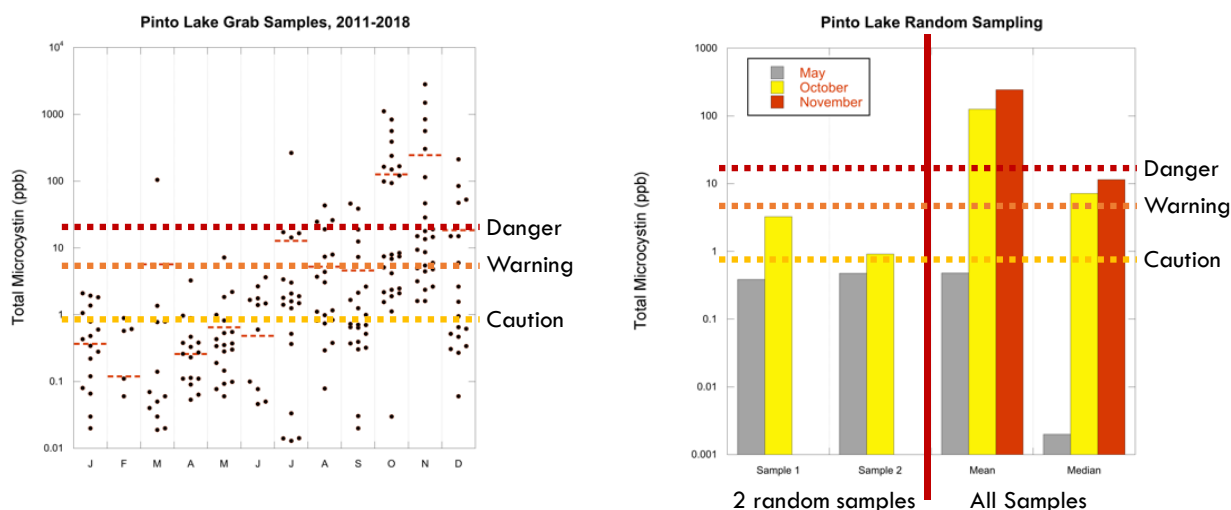 Pinto Lake Grab Samples, 2011-2018
Total Microcystin (ppb)
10⁴
1000
100
10
1
0.1
0.01
J F M A M J J A S O N D
Danger
Warning
Caution
Pinto Lake Random Sampling
Total Microcystin (ppb)
1000
100
10
1
0.1
0.01
0.001
May
October
November
Danger
Warning
Caution
Sample 1 Sample 2 Mean Median
2 random samples All Samples